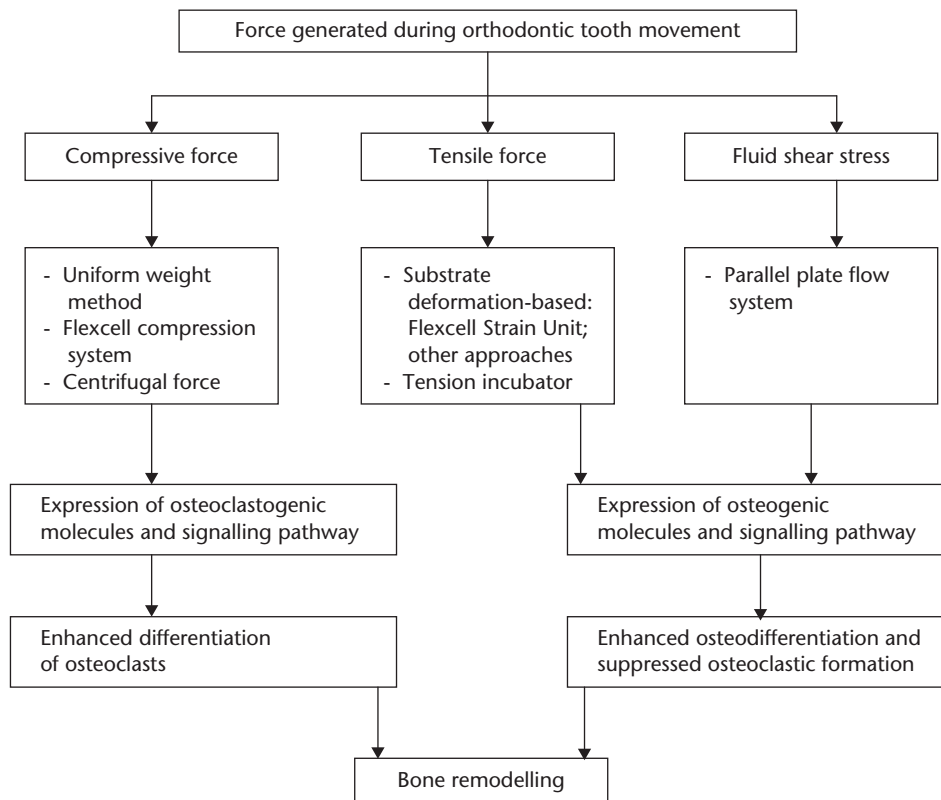 Force generated during orthodontic tooth movement
Compressive force
Tensile force
Fluid shear stress
- Uniform weight
method
- Flexcell compression
system
- Centrifugal force
- Substrate
deformation-based:
Flexcell Strain Unit;
other approaches
- Tension incubator
- Parallel plate flow
system
Expression of osteoclastogenic
molecules and signalling pathway
Expression of osteogenic
molecules and signalling pathway
Enhanced differentiation
of osteoclasts
Enhanced osteodifferentiation and
suppressed osteoclastic formation
Bone remodelling